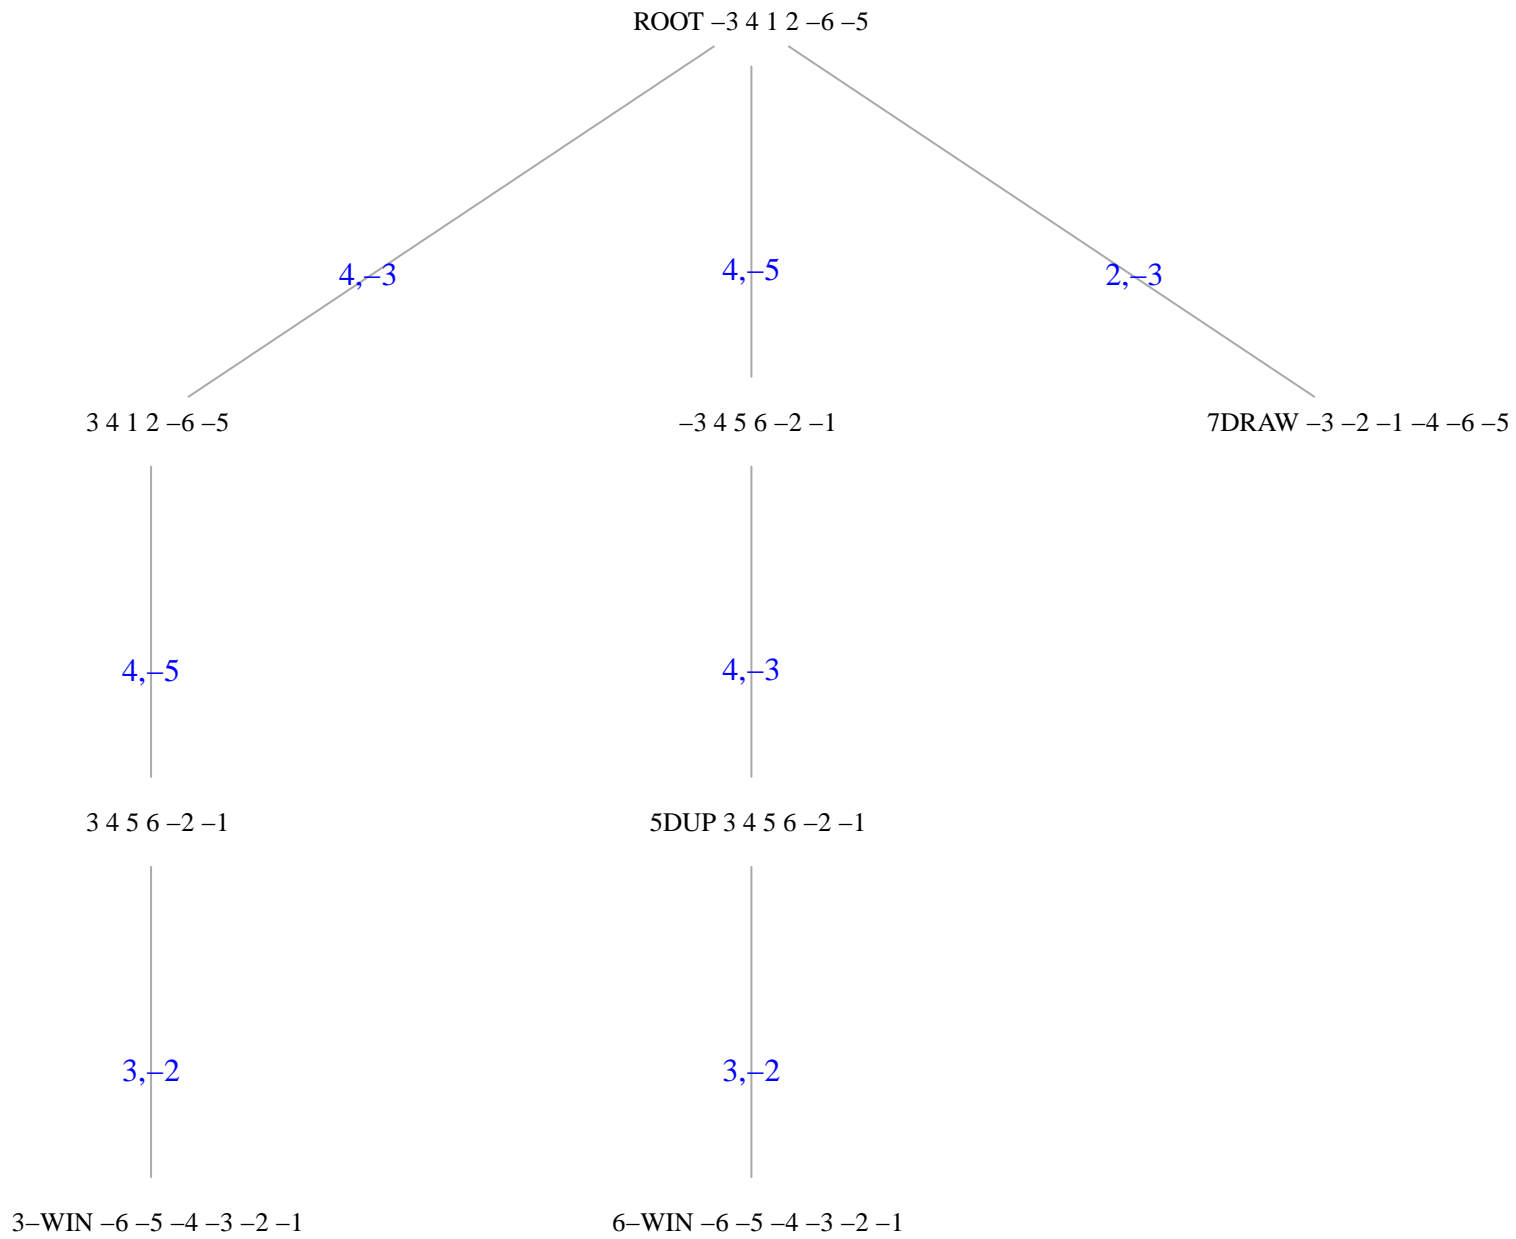 ROOT –3 4 1 2 –6 –5
4,–3
4,–5
2,–3
3 4 1 2 –6 –5
–3 4 5 6 –2 –1
7DRAW –3 –2 –1 –4 –6 –5
4,–5
4,–3
3 4 5 6 –2 –1
5DUP 3 4 5 6 –2 –1
3,–2
3,–2
3–WIN –6 –5 –4 –3 –2 –1
6–WIN –6 –5 –4 –3 –2 –1